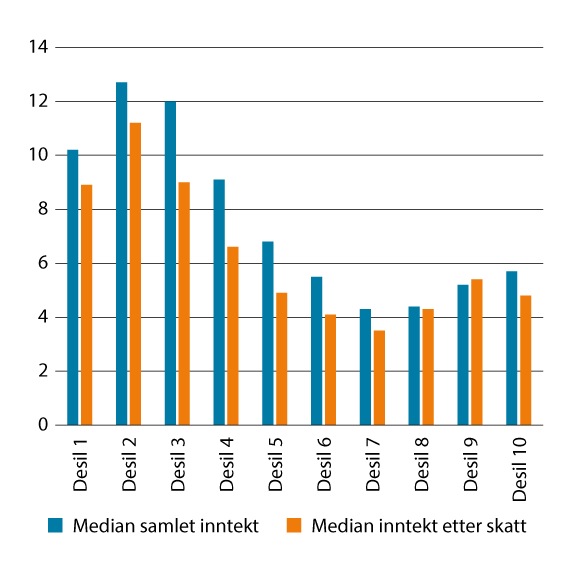 14
12
10
8
6
4
2
0
Desil 1
Desil 2
Desil 3
Desil 4
Desil 5
Desil 6
Desil 7
Desil 8
Desil 9
Desil 10
Median samlet inntekt
Median inntekt etter skatt